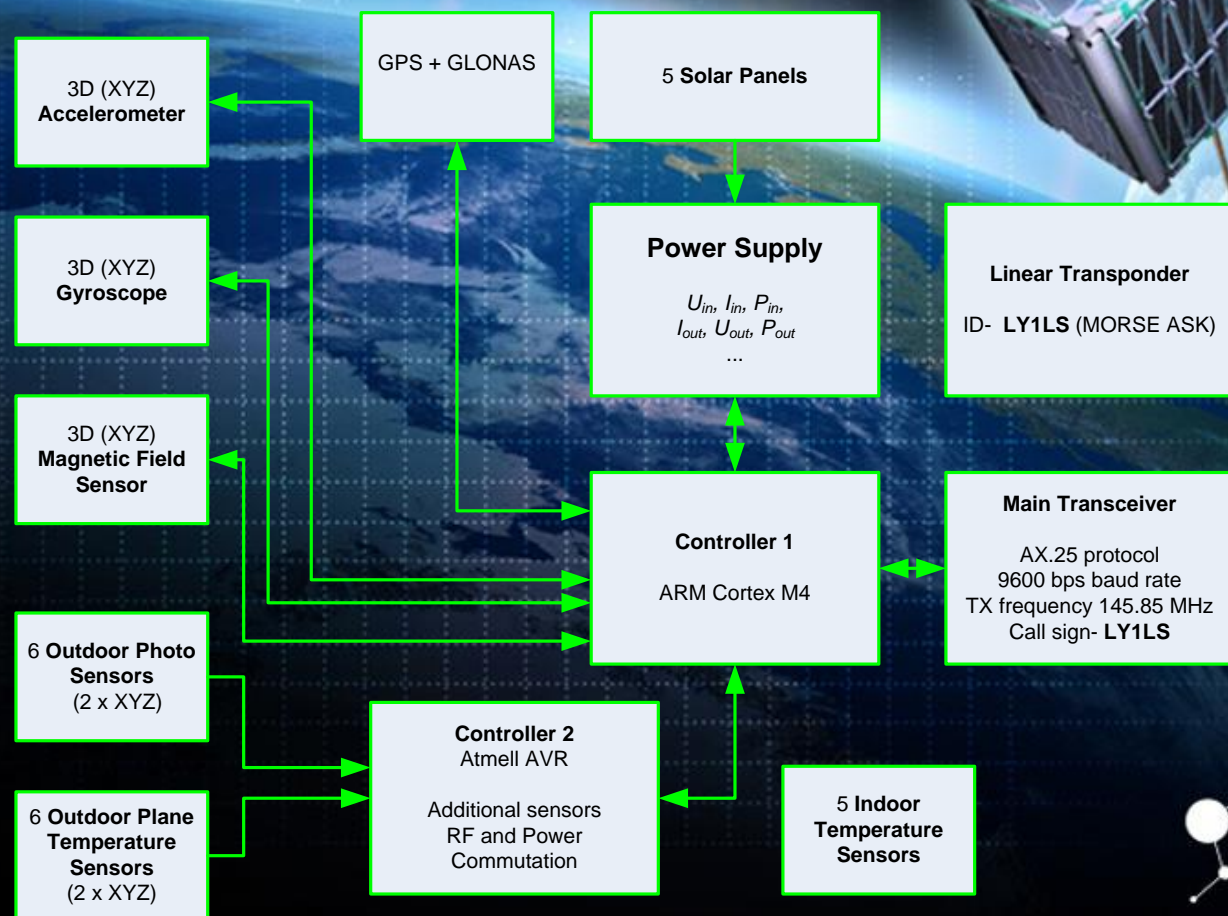 3D (XYZ)
Accelerometer
GPS + GLONAS
5 Solar Panels
3D (XYZ)
Gyroscope
Power Supply
Uin, Iin, Pin,
Iout, Uout, Pout
...
Linear Transponder
ID- LY1LS (MORSE ASK)
3D (XYZ)
Magnetic Field
Sensor
Controller 1
ARM Cortex M4
Main Transceiver
AX.25 protocol
9600 bps baud rate
TX frequency 145.85 MHz
Call sign- LY1LS
6 Outdoor Photo
Sensors
(2 x XYZ)
Controller 2
Atmell AVR
Additional sensors
RF and Power
Commutation
5 Indoor
Temperature
Sensors
6 Outdoor Plane
Temperature
Sensors
(2 x XYZ)